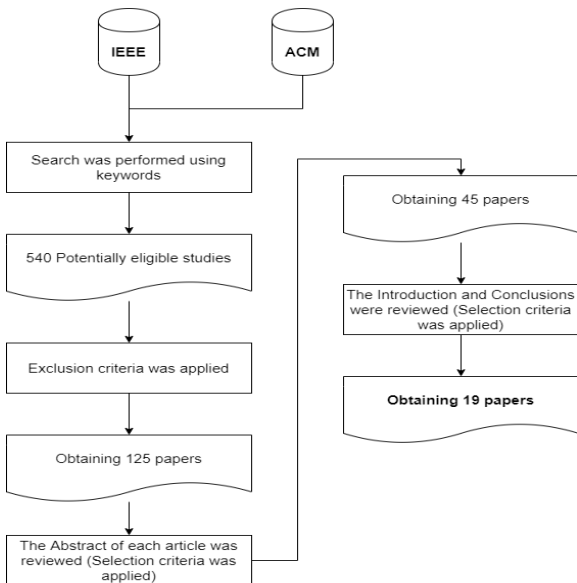 IEEE
ACM
Search was performed using
keywords
540 Potentially eligible studies
Exclusion criteria was applied
Obtaining 125 papers
The Abstract of each article was
reviewed (Selection criteria was
applied)
Obtaining 45 papers
The Introduction and Conclusions
were reviewed (Selection criteria
was applied)
Obtaining 19 papers